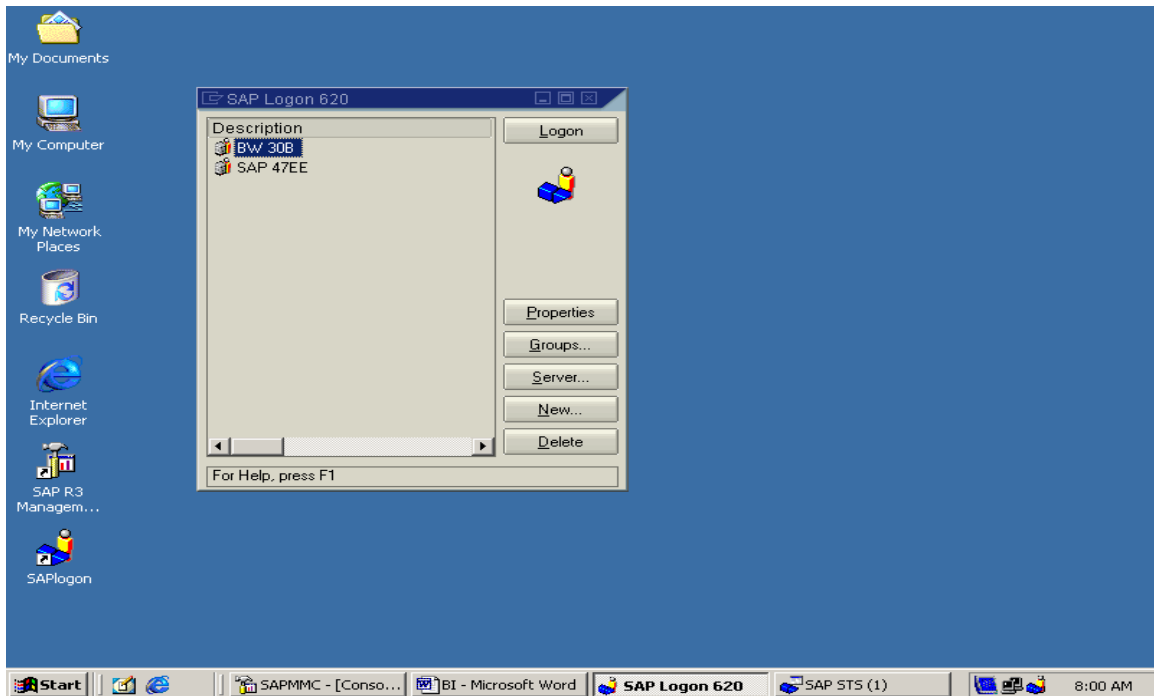 My Documents
My Computer
My Network
Places
Recycle Bin
Internet
Explorer
SAP R3
Managem...
SAPlogon
SAP Logon 620
Description
BW 30B
SAP 47EE
Logon
Properties
Groups...
Server...
New...
Delete
For Help, press F1
Start
SAPMMC - [Conso...
BI - Microsoft Word
SAP Logon 620
SAP STS (1)
8:00 AM